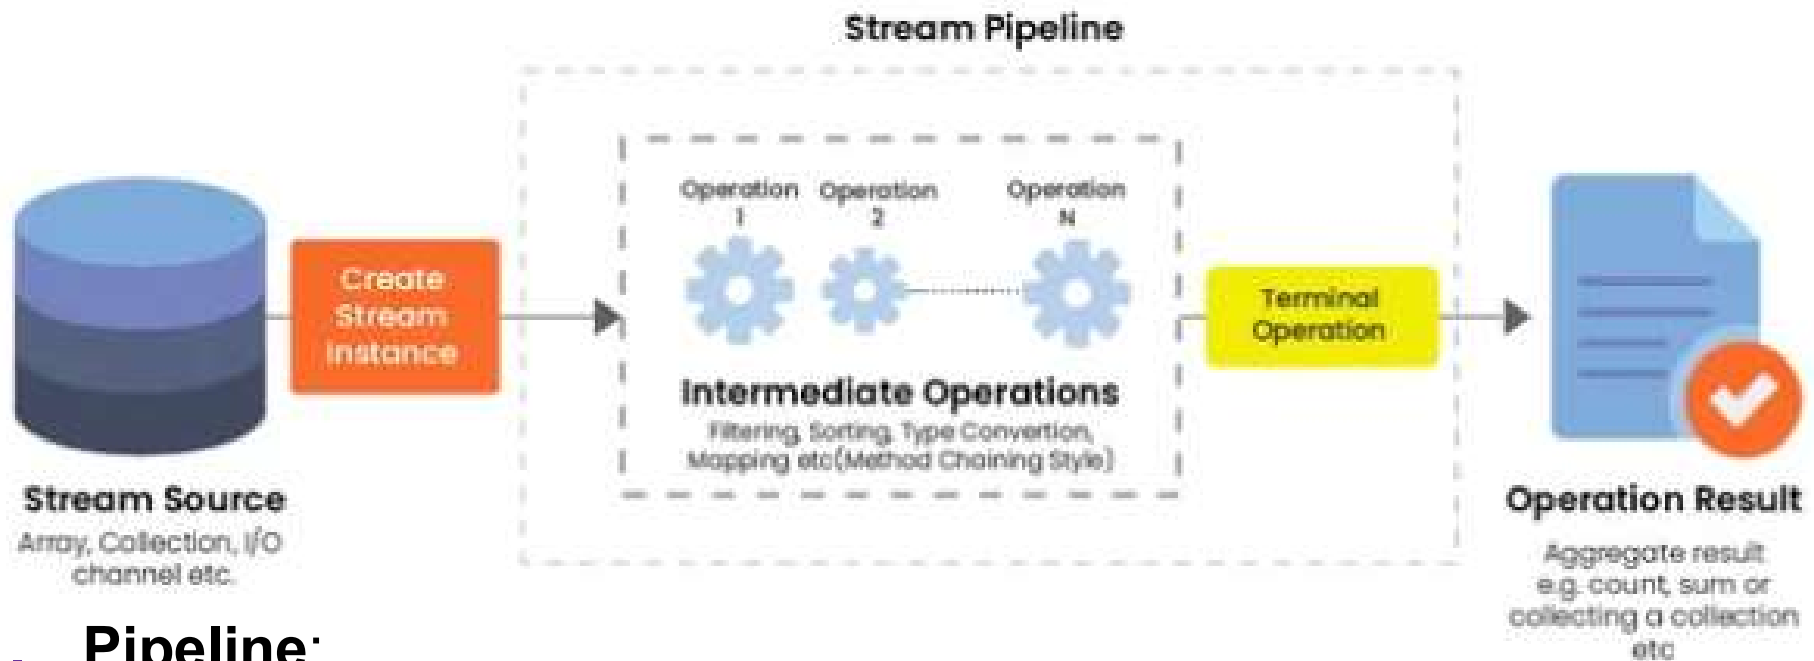 Stream Pipeline
Operation
1
Operation
2
Operation
N
Create
Stream
Instance
Terminal
Operation
Intermediate Operations
Filtering, Sorting, Type Convertion,
Mapping etc(Method Chaining Style)
Stream Source
Array, Collection, I/O
channel etc.
Operation Result
Aggregate result
e.g. count, sum or
collecting a collection
etc
Pipeline: